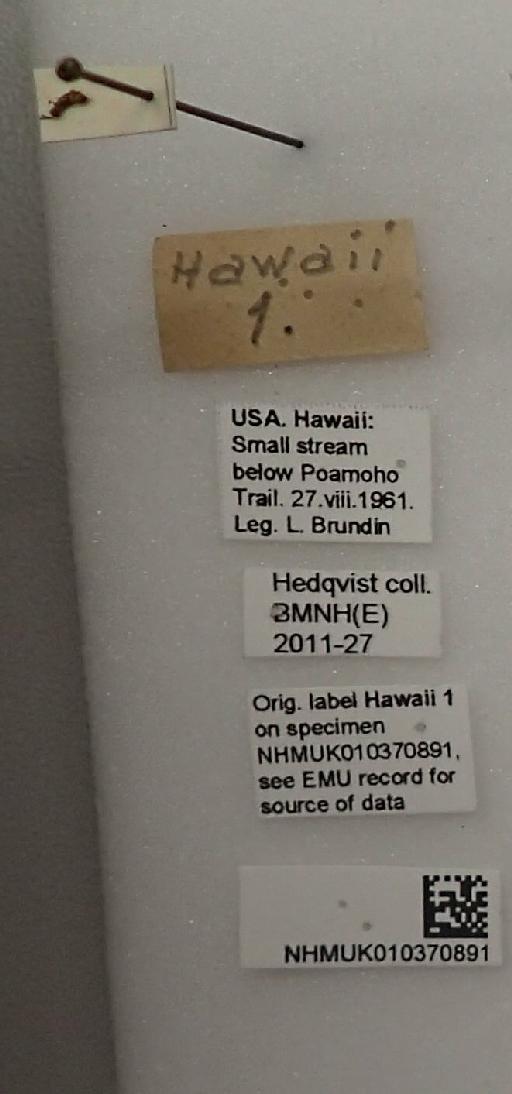 Hawaii
1.
USA. Hawaii:
Small stream
below Poamoho
Trail. 27.viii.1961.
Leg. L. Brundin
Hedqvist coll.
BMNH(E)
2011-27
Orig. label Hawaii 1
on specimen
NHMUK010370891,
see EMU record for
source of data
NHMUK010370891